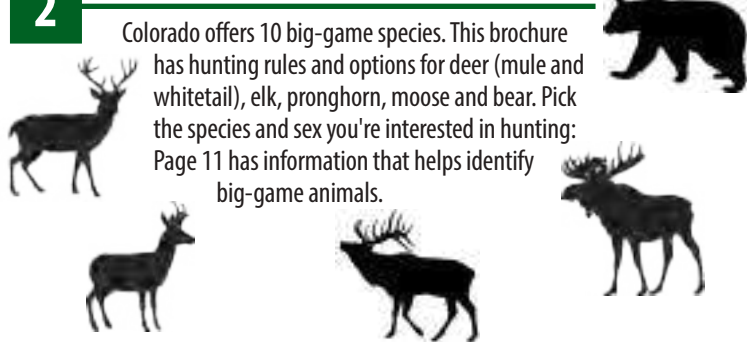 2
Colorado offers 10 big-game species. This brochure
has hunting rules and options for deer (mule and
whitetail), elk, pronghorn, moose and bear. Pick
the species and sex you're interested in hunting:
Page 11 has information that helps identify
big-game animals.